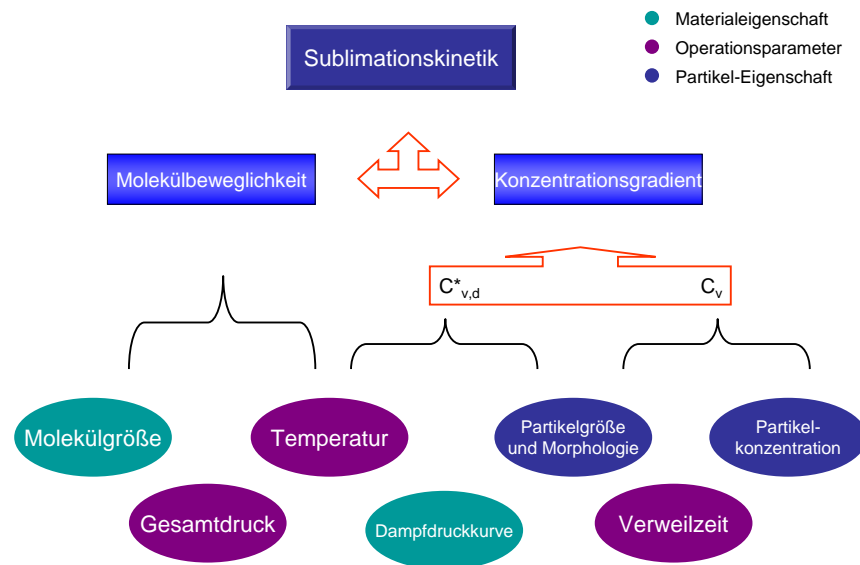 Materialeigenschaft
Operationsparameter
Partikel-Eigenschaft
Sublimationskinetik
Molekülbeweglichkeit
Konzentrationsgradient
C*v,d
Cv
Molekülgröße
Temperatur
Partikelgröße
und Morphologie
Partikel-
konzentration
Gesamtdruck
Dampfdruckkurve
Verweilzeit